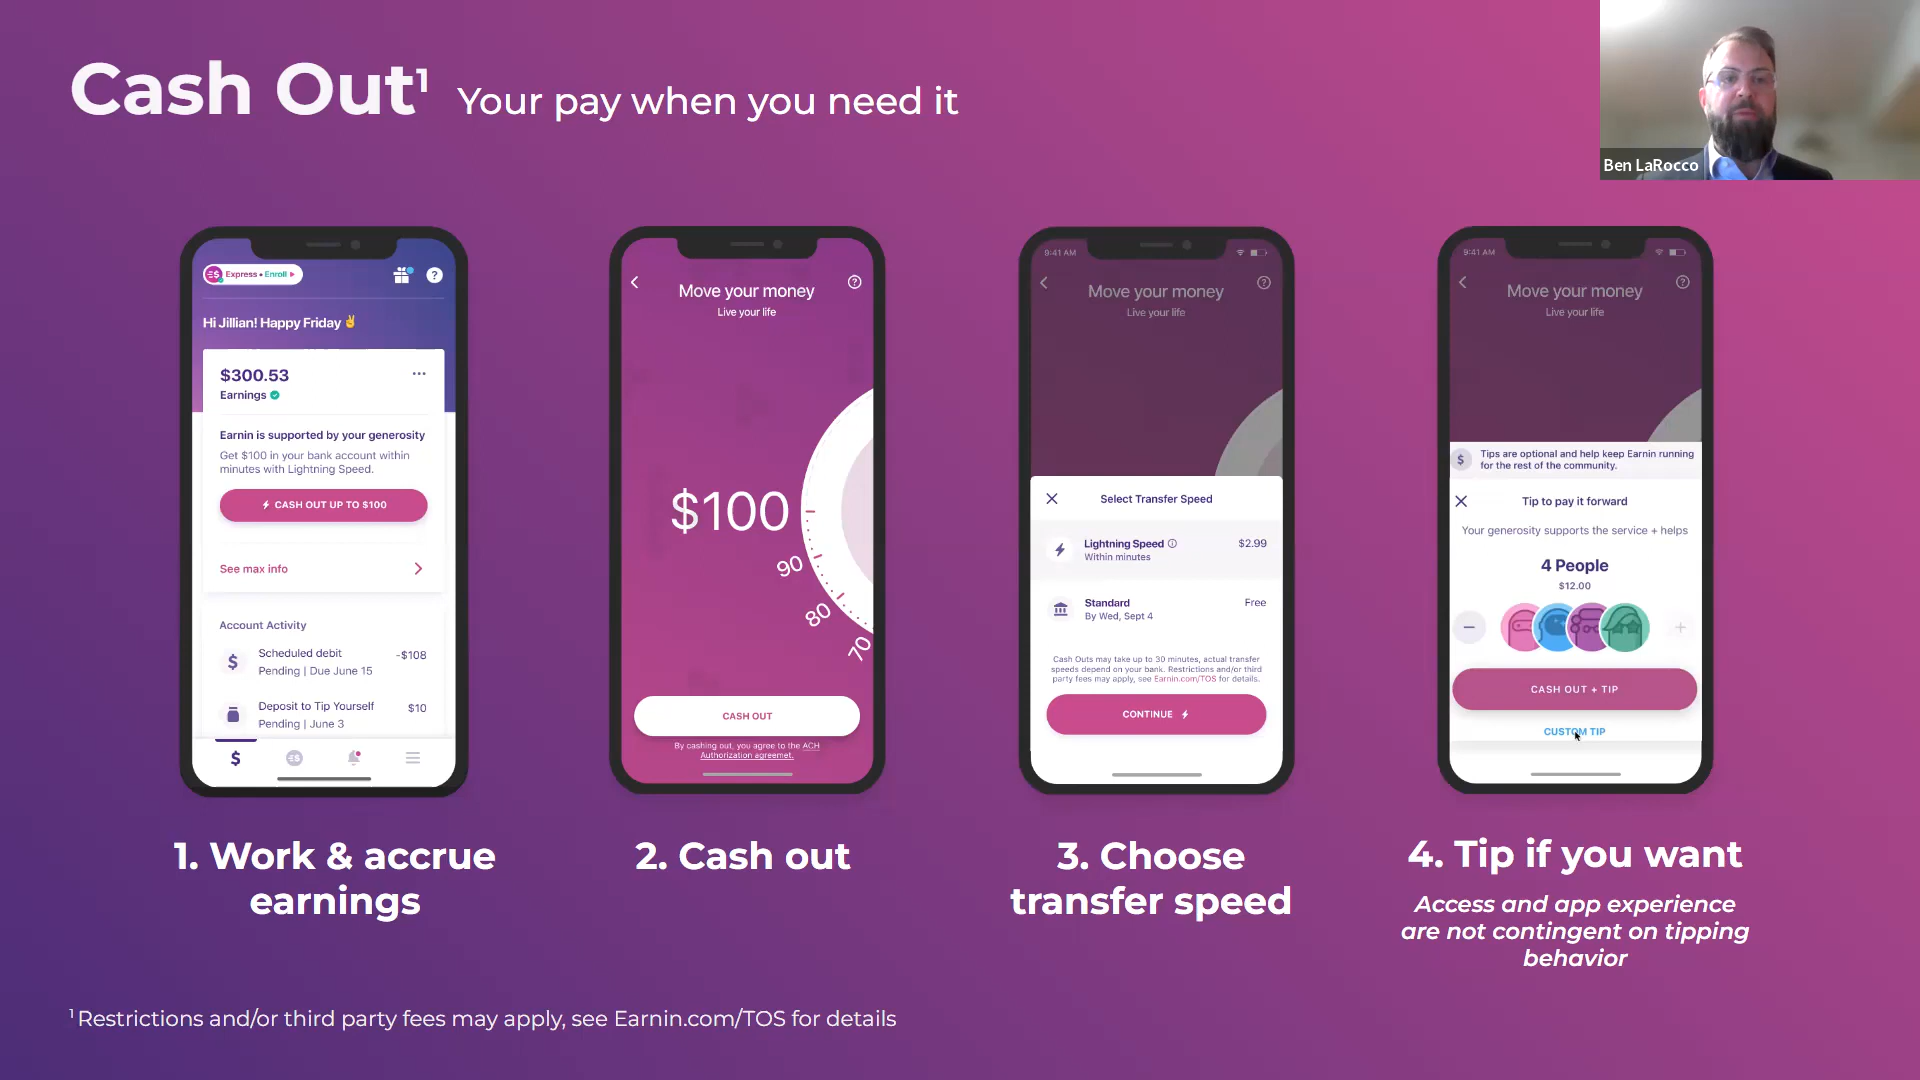 Cash Out¹ Your pay when you need it
Ben LaRocco
Express • Enroll
?
Hi Jillian! Happy Friday ✌
$300.53
Earnings
Earnin is supported by your generosity
Get $100 in your bank account within
minutes with Lightning Speed.
CASH OUT UP TO $100
See max info
Account Activity
Scheduled debit -$108
Pending | Due June 15
Deposit to Tip Yourself $10
Pending | June 3
Move your money
Live your life
$100
90
80
70
CASH OUT
By cashing out, you agree to the ACH
Authorization agreemet.
9:41 AM
Move your money
Live your life
Select Transfer Speed
Lightning Speed $2.99
Within minutes
Standard Free
By Wed, Sept 4
Cash Outs may take up to 30 minutes, actual transfer
speeds depend on your bank. Restrictions and/or third
party fees may apply, see Earnin.com/TOS for details.
CONTINUE
9:41 AM
Move your money
Live your life
Tips are optional and help keep Earnin running
for the rest of the community.
Tip to pay it forward
Your generosity supports the service + helps
4 People
$12.00
CASH OUT + TIP
CUSTOM TIP
1. Work & accrue
earnings
2. Cash out
3. Choose
transfer speed
4. Tip if you want
Access and app experience
are not contingent on tipping
behavior
¹ Restrictions and/or third party fees may apply, see Earnin.com/TOS for details